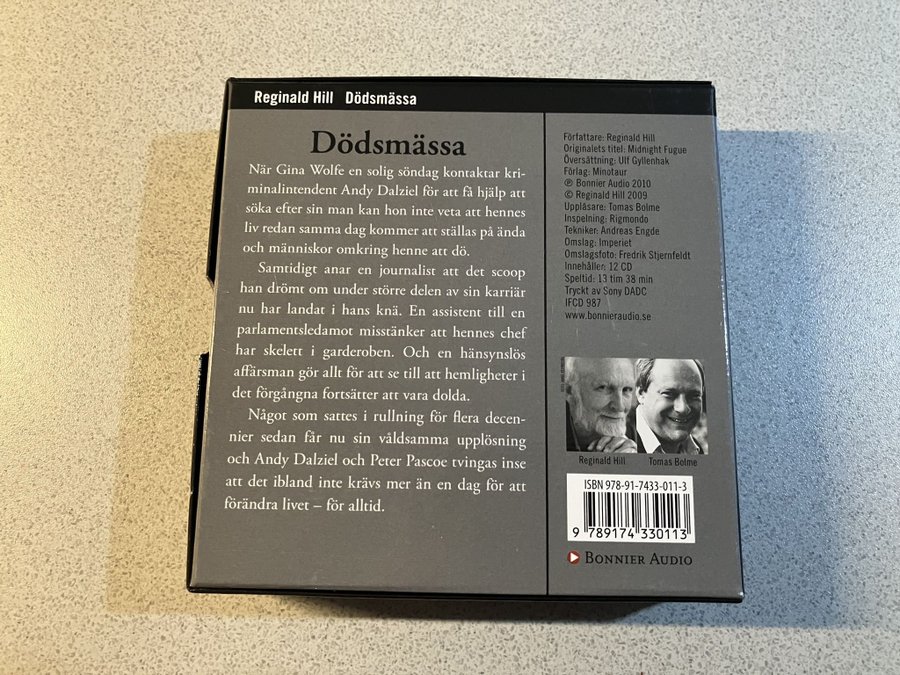 Reginald Hill Dödsmässa
Dödsmässa
När Gina Wolfe en solig söndag kontaktar kri-
minalintendent Andy Dalziel för att få hjälp att
söka efter sin man kan hon inte veta att hennes
liv redan samma dag kommer att ställas på ända
och människor omkring henne att dö.
Samtidigt anar en journalist att det scoop
han drömt om under större delen av sin karriär
nu har landat i hans knä. En assistent till en
parlamentsledamot misstänker att hennes chef
har skelett i garderoben. Och en hänsynslös
affärsman gör allt för att se till att hemligheter i
det förgångna fortsätter att vara dolda.
Något som sattes i rullning för flera decen-
nier sedan får nu sin våldsamma upplösning
och Andy Dalziel och Peter Pascoe tvingas inse
att det ibland inte krävs mer än en dag för att
förändra livet – för alltid.
Författare: Reginald Hill
Originalets titel: Midnight Fugue
Översättning: Ulf Gyllenhak
Förlag: Minotaur
℗ Bonnier Audio 2010
© Reginald Hill 2009
Uppläsare: Tomas Bolme
Inspelning: Rigmondo
Tekniker: Andreas Engde
Omslag: Imperiet
Omslagsfoto: Fredrik Stjernfeldt
Innehåller: 12 CD
Speltid: 13 tim 38 min
Tryckt av Sony DADC
IFCD 987
www.bonnieraudio.se
Reginald Hill Tomas Bolme
ISBN 978-91-7433-011-3
9 789174 330113
Bonnier Audio